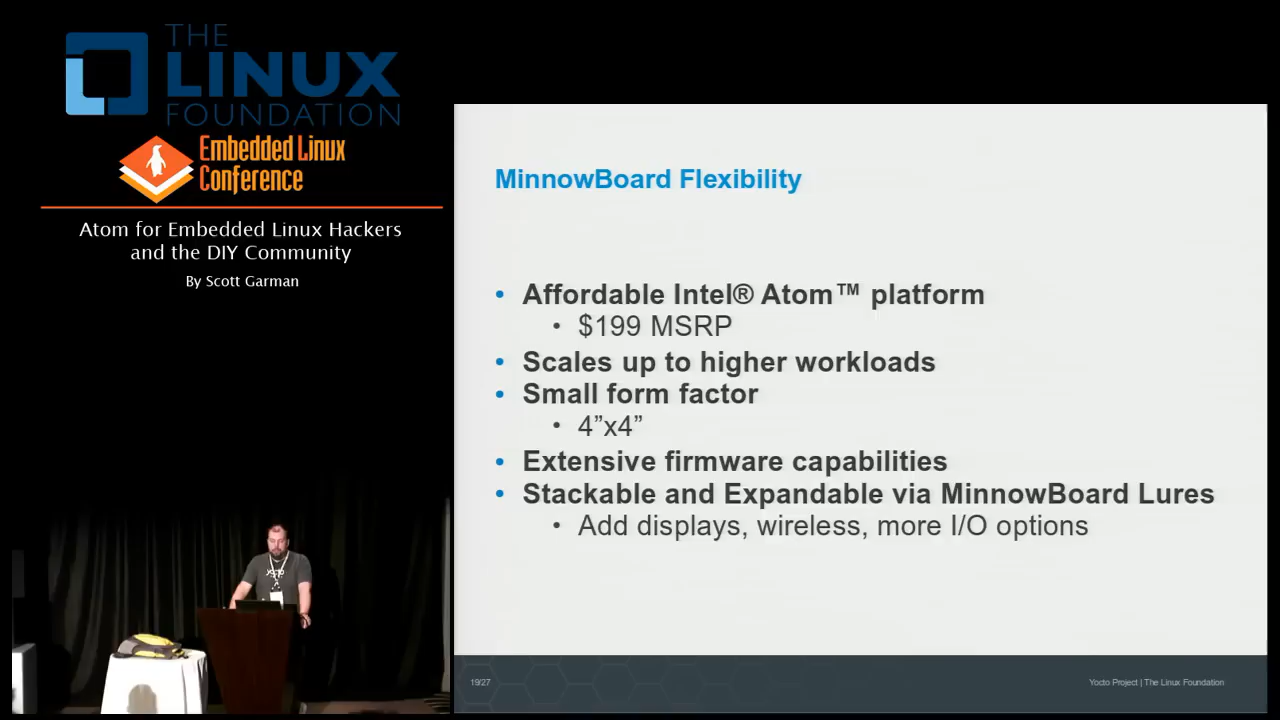 THE
LINUX
FOUNDATION
Embedded Linux
Conference
Atom for Embedded Linux Hackers
and the DIY Community
By Scott Garman
MinnowBoard Flexibility
• Affordable Intel® Atom™ platform
• $199 MSRP
• Scales up to higher workloads
• Small form factor
• 4”x4”
• Extensive firmware capabilities
• Stackable and Expandable via MinnowBoard Lures
• Add displays, wireless, more I/O options
19/27
Yocto Project | The Linux Foundation
yocto